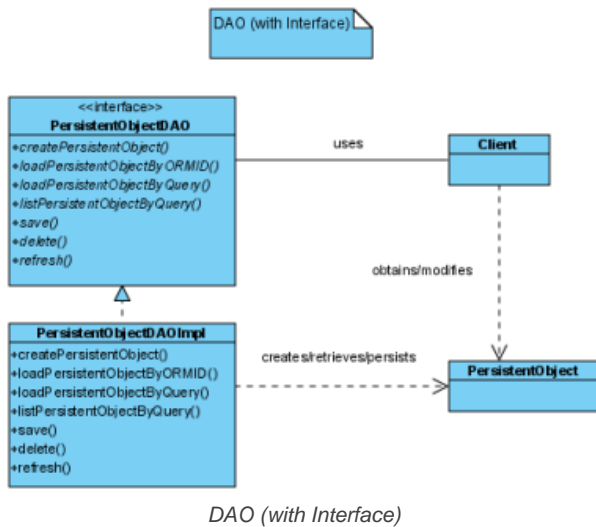 DAO (with Interface)
<<interface>>
PersistentObjectDAO
+createPersistentObject()
+loadPersistentObjectByORMID()
+loadPersistentObjectByQuery()
+listPersistentObjectByQuery()
+save()
+delete()
+refresh()
uses
Client
obtains/modifies
PersistentObjectDAOImpl
+createPersistentObject()
+loadPersistentObjectByORMID()
+loadPersistentObjectByQuery()
+listPersistentObjectByQuery()
+save()
+delete()
+refresh()
creates/retrieves/persists
PersistentObject
DAO (with Interface)